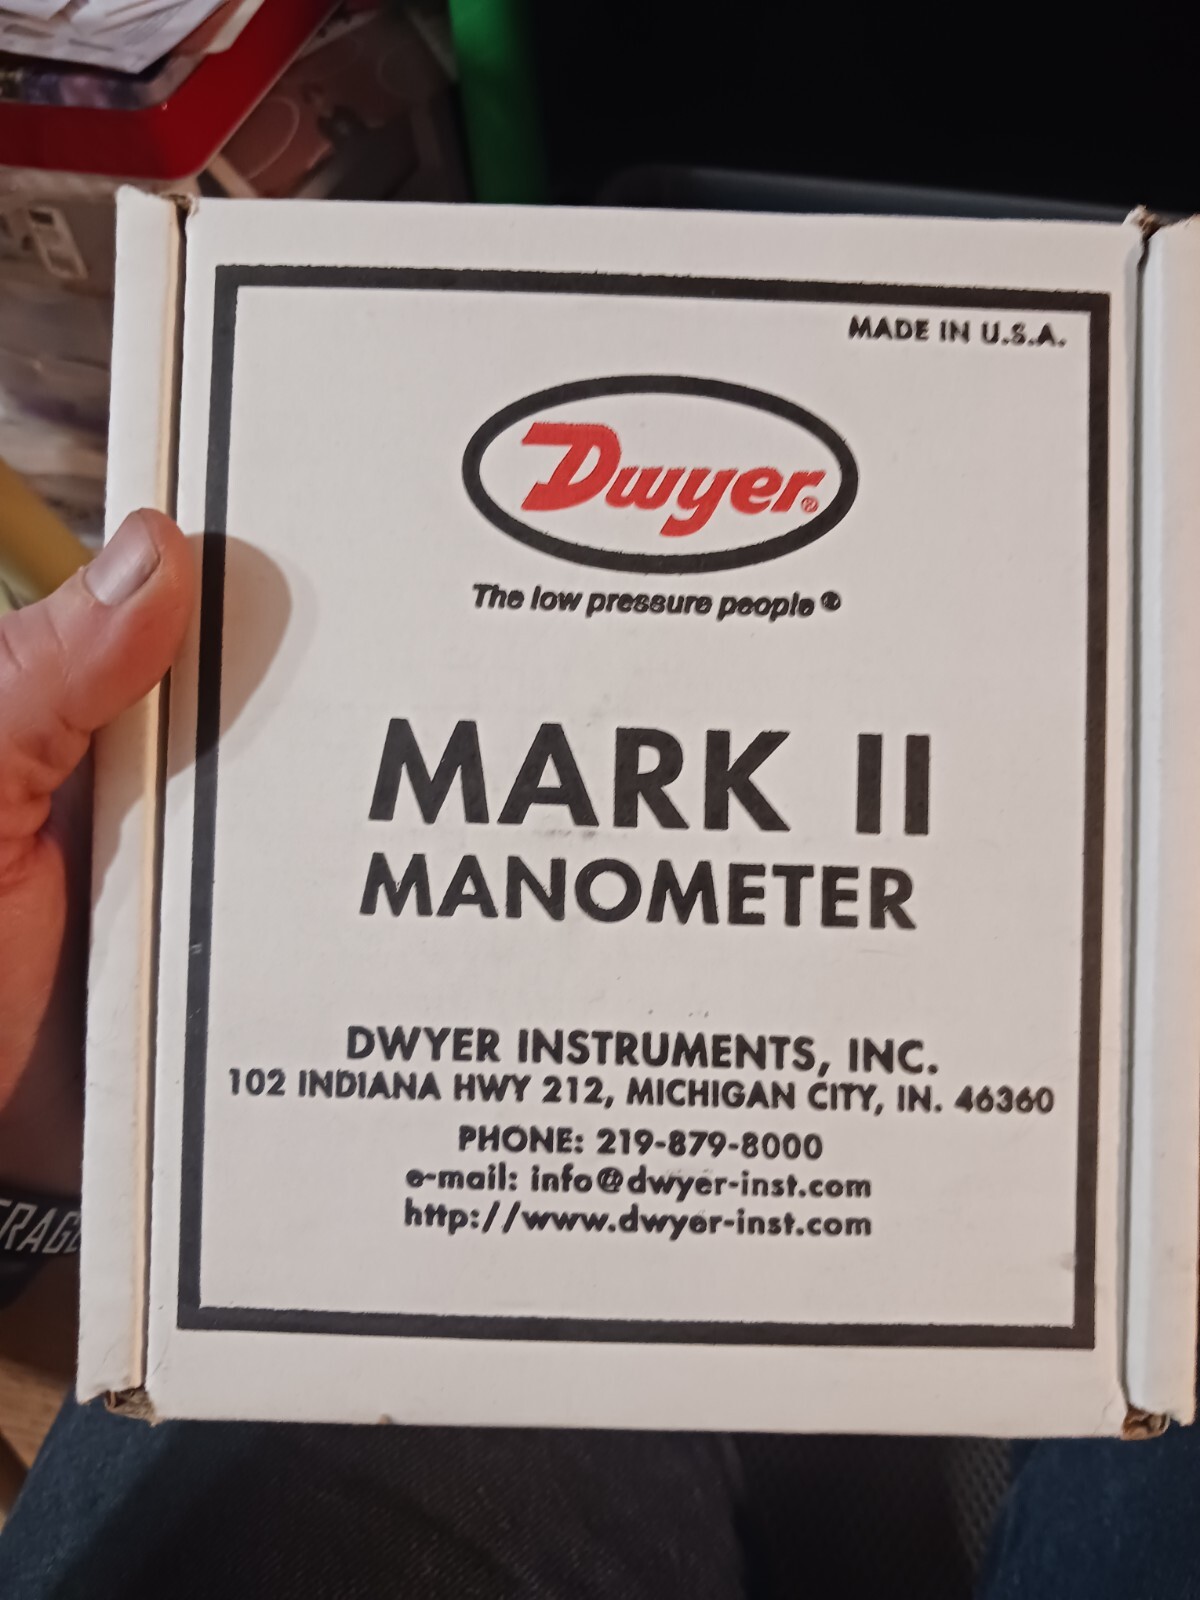 MADE IN U.S.A.
Dwyer®
The low pressure people®
MARK II
MANOMETER
DWYER INSTRUMENTS, INC.
102 INDIANA HWY 212, MICHIGAN CITY, IN. 46360
PHONE: 219-879-8000
e-mail: info@dwyer-inst.com
http://www.dwyer-inst.com